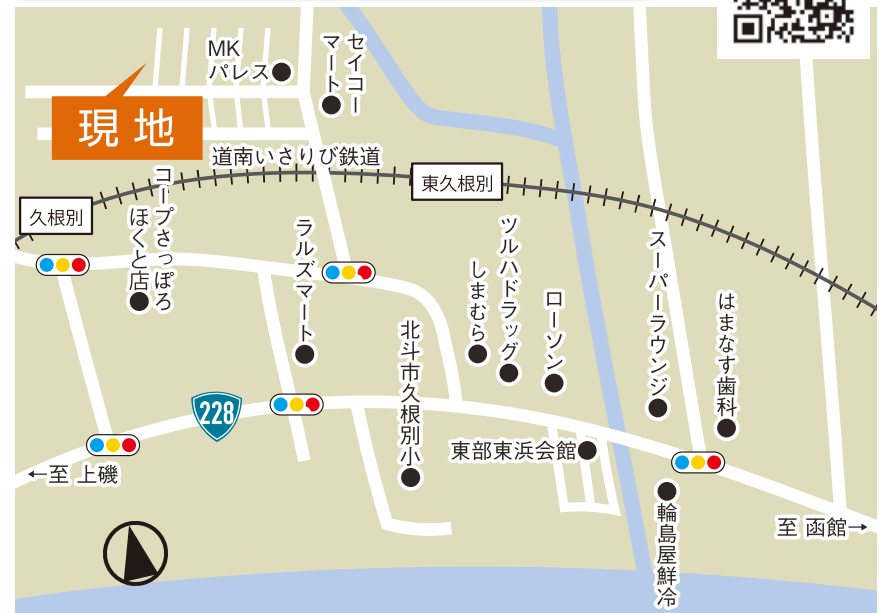 MK
パレス
セイコー
マート
現 地
道南いさりび鉄道
東久根別
久根別
コープさっぽろ
ほくと店
ラルズマート
ツルハドラッグ
しまむら
ローソン
スーパーラウンジ
はまなす歯科
北斗市久根別小
228
東部東浜会館
←至 上磯
輪島屋鮮冷
至 函館→